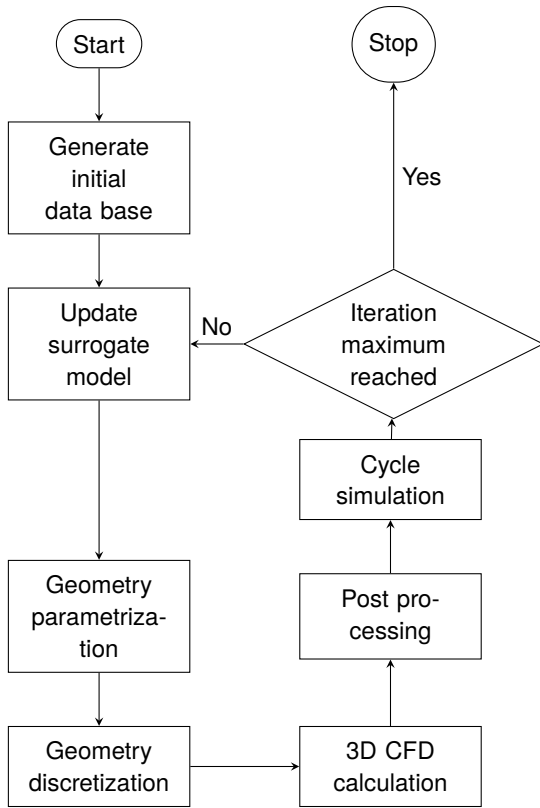 Start
Generate
initial
data base
Update
surrogate
model
Geometry
parametriza-
tion
Geometry
discretization
3D CFD
calculation
Post pro-
cessing
Cycle
simulation
Iteration
maximum
reached
No
Yes
Stop